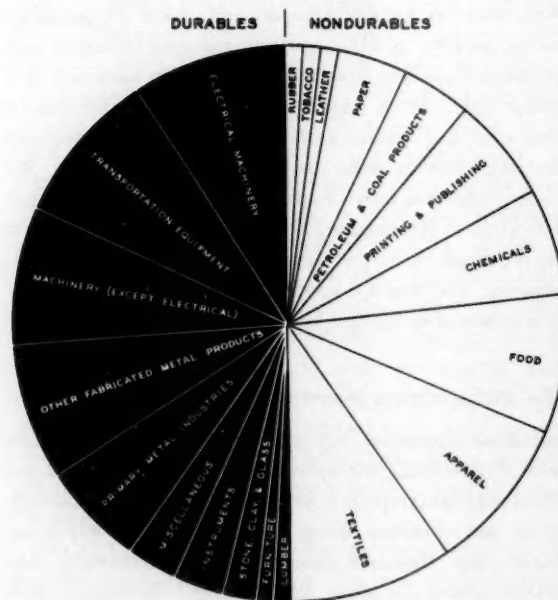 DURABLES | NONDURABLES
ELECTRICAL MACHINERY
TRANSPORTATION EQUIPMENT
MACHINERY (EXCEPT ELECTRICAL)
OTHER FABRICATED METAL PRODUCTS
PRIMARY METAL INDUSTRIES
MISCELLANEOUS
INSTRUMENTS
STONE, CLAY & GLASS
FURNITURE
LUMBER
RUBBER
TOBACCO
LEATHER
PAPER
PETROLEUM & COAL PRODUCTS
PRINTING & PUBLISHING
CHEMICALS
FOOD
APPAREL
TEXTILES